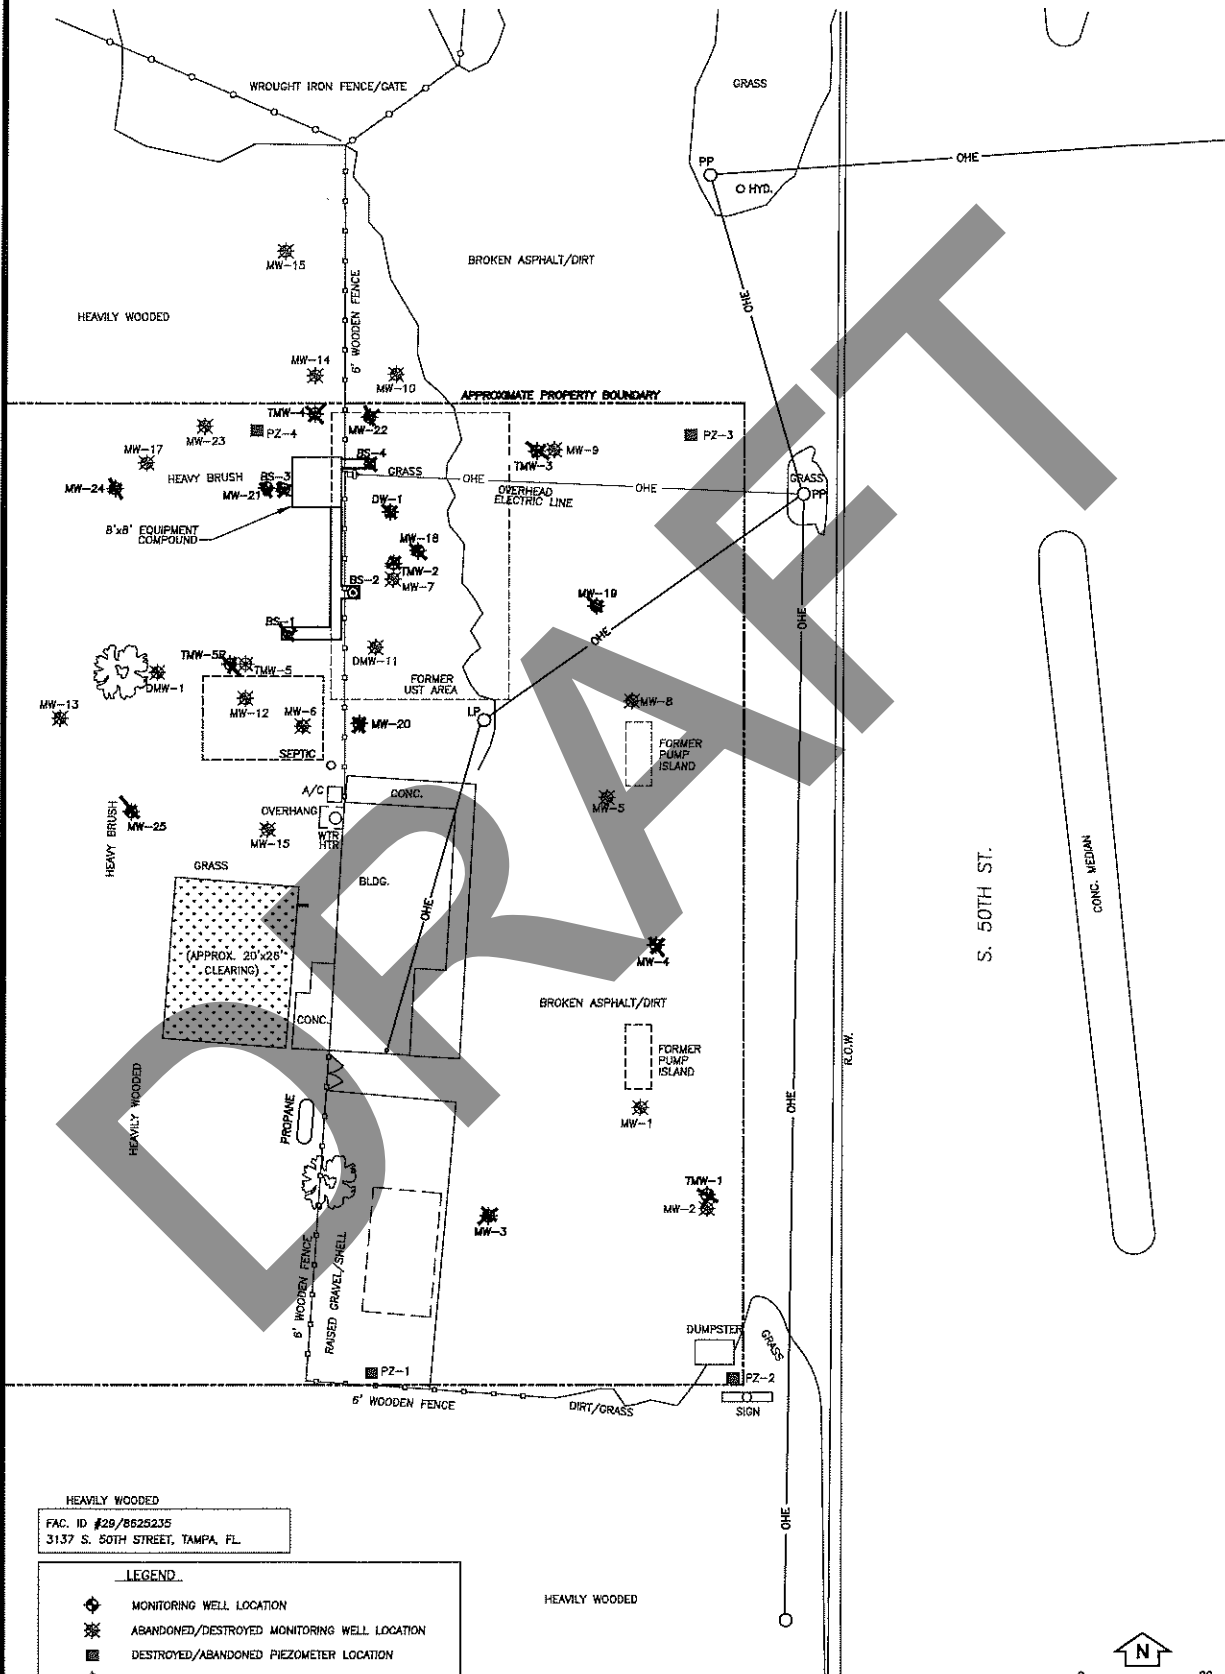 WROUGHT IRON FENCE/GATE
GRASS
PP
HYD.
OHE
MW-15
BROKEN ASPHALT/DIRT
6' WOODEN FENCE
OHE
HEAVILY WOODED
MW-14
MW-10
APPROXIMATE PROPERTY BOUNDARY
TMW-4
MW-22
MW-23
PZ-4
PZ-3
MW-17
BS-4
TMW-3
MW-9
HEAVY BRUSH
BS-3
GRASS
OHE
OHE
GRASS
PP
MW-24
MW-21
OVERHEAD
ELECTRIC LINE
DW-1
8'x8' EQUIPMENT
COMPOUND
MW-18
TMW-2
MW-7
BS-2
MW-19
OHE
OHE
BS-1
DMW-11
TMW-5R
TMW-5
DMW-1
FORMER
UST AREA
MW-13
MW-12
MW-6
MW-20
LP
MW-8
FORMER
PUMP
ISLAND
SEPTIC
A/C
CONC.
MW-5
OVERHANG
WTR
HTR
HEAVY BRUSH
MW-25
MW-15
GRASS
BLDG.
OHE
S. 50TH ST.
CONC. MEDIAN
(APPROX. 20'x26'
CLEARING)
MW-4
BROKEN ASPHALT/DIRT
CONC.
FORMER
PUMP
ISLAND
R.O.W.
HEAVILY WOODED
PROPANE
MW-1
OHE
TMW-1
MW-2
MW-3
6' WOODEN FENCE
RAISED GRAVEL/SHELL
DUMPSTER
GRASS
PZ-1
PZ-2
6' WOODEN FENCE
DIRT/GRASS
SIGN
DRAFT
HEAVILY WOODED
FAC. ID #29/8625235
3137 S. 50TH STREET, TAMPA, FL
OHE
LEGEND
MONITORING WELL LOCATION
ABANDONED/DESTROYED MONITORING WELL LOCATION
DESTROYED/ABANDONED PIEZOMETER LOCATION
HEAVILY WOODED
N